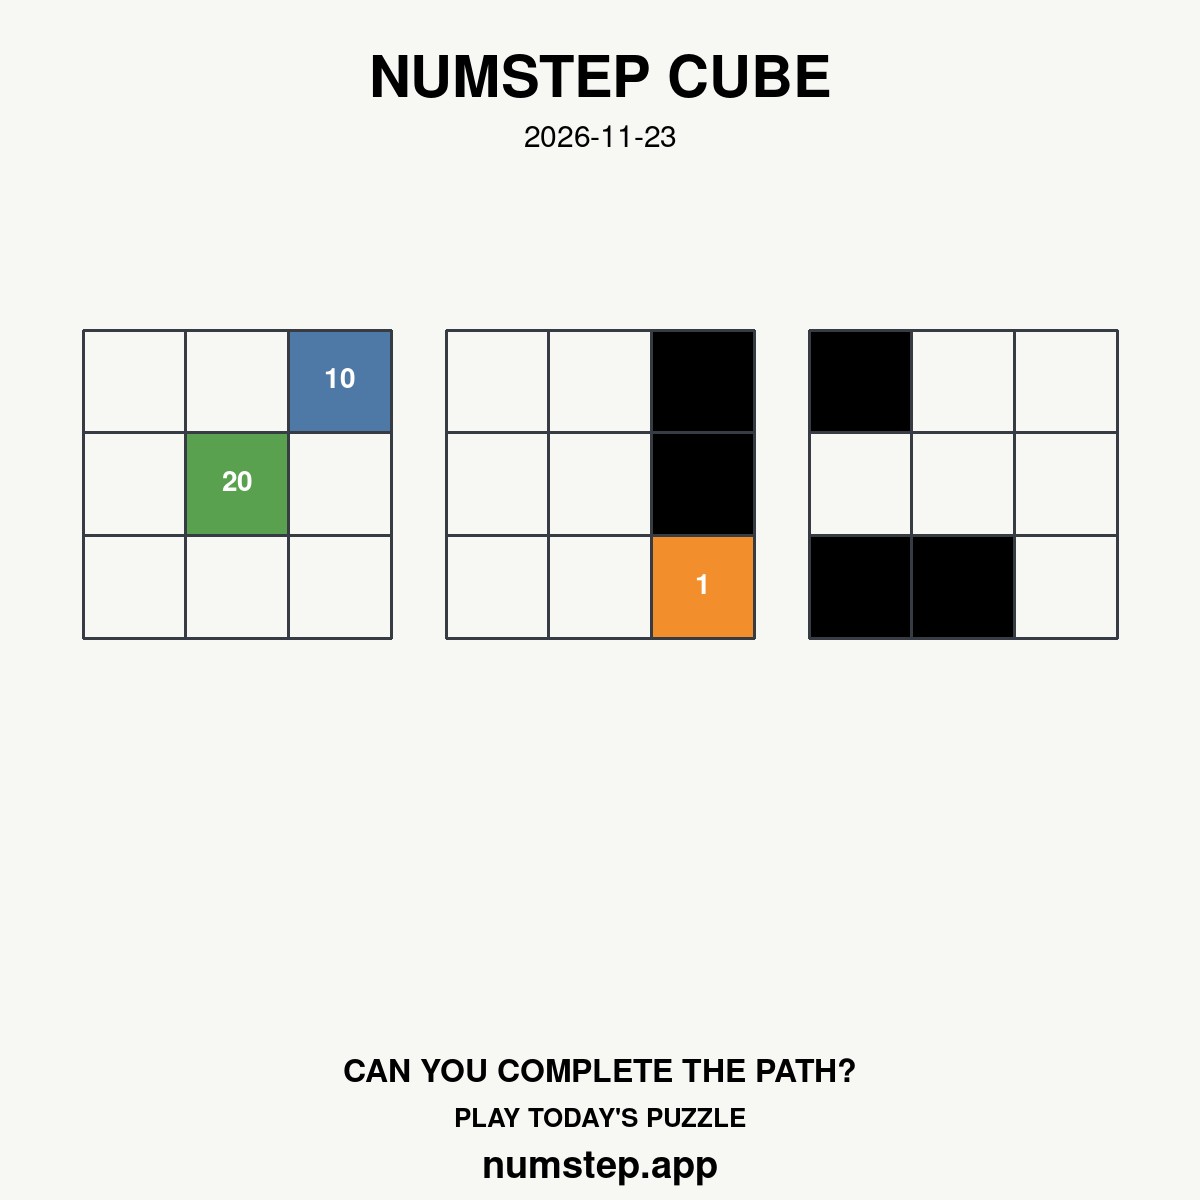 NUMSTEP CUBE
2026-11-23
10
20
1
CAN YOU COMPLETE THE PATH?
PLAY TODAY'S PUZZLE
numstep.app